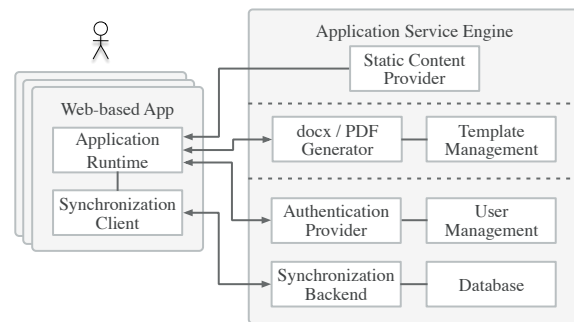 Application Service Engine
Static Content
Provider
Web-based App
Application
Runtime
docx / PDF
Generator
Template
Management
Synchronization
Client
Authentication
Provider
User
Management
Synchronization
Backend
Database